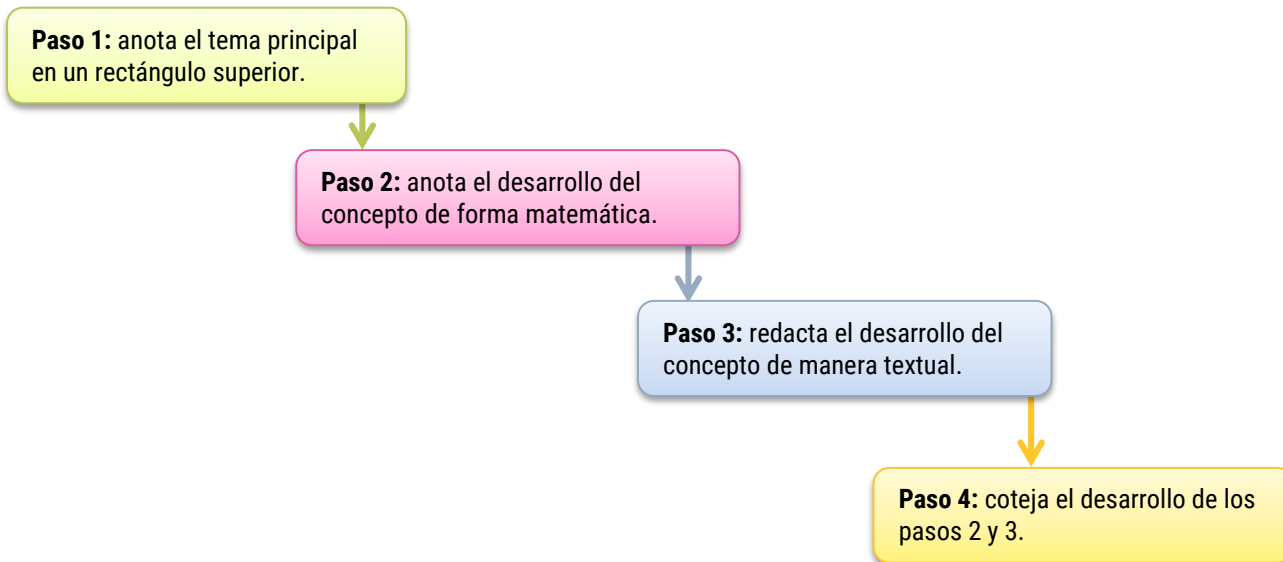 Paso 1: anota el tema principal
en un rectángulo superior.
Paso 2: anota el desarrollo del
concepto de forma matemática.
Paso 3: redacta el desarrollo del
concepto de manera textual.
Paso 4: coteja el desarrollo de los
pasos 2 y 3.